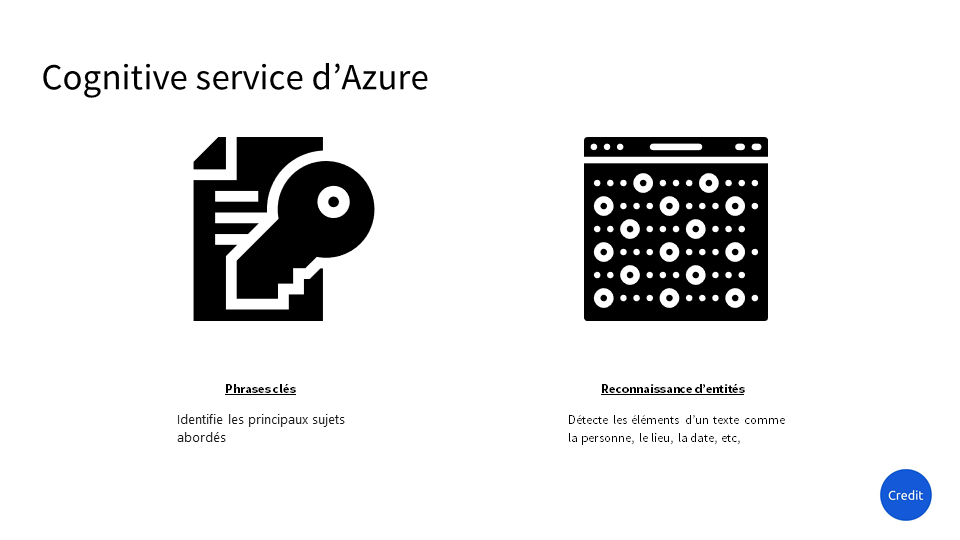 Cognitive service d’Azure
Phrases clés
Identifie les principaux sujets
abordés
Reconnaissance d’entités
Détecte les éléments d’un texte comme
la personne, le lieu, la date, etc,
Credit